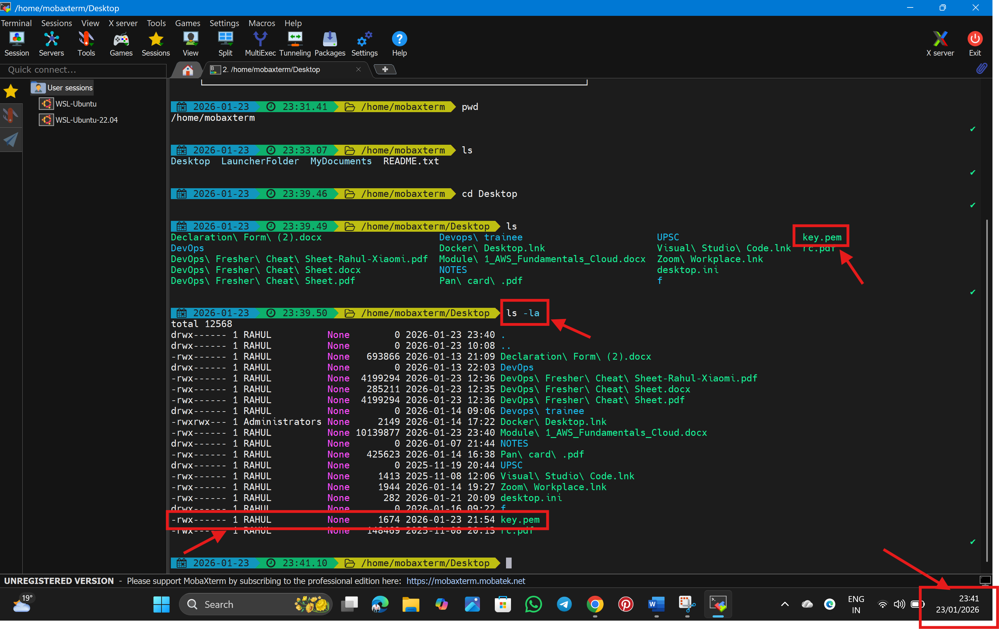 /home/mobaxterm/Desktop
Terminal Sessions View X server Tools Games Settings Macros Help
Session Servers Tools Games Sessions View Split MultiExec Tunneling Packages Settings Help X server Exit
Quick connect...
2. /home/mobaxterm/Desktop
User sessions
WSL-Ubuntu
WSL-Ubuntu-22.04
2026-01-23 23:31.41 /home/mobaxterm pwd
/home/mobaxterm
2026-01-23 23:33.07 /home/mobaxterm ls
Desktop LauncherFolder MyDocuments README.txt
2026-01-23 23:39.46 /home/mobaxterm cd Desktop
2026-01-23 23:39.49 /home/mobaxterm/Desktop ls
Declaration\ Form\ (2).docx Devops\ trainee UPSC key.pem
DevOps Docker\ Desktop.lnk Visual\ Studio\ Code.lnk rc.pdf
DevOps\ Fresher\ Cheat\ Sheet-Rahul-Xiaomi.pdf Module\ 1_AWS_Fundamentals_Cloud.docx Zoom\ Workplace.lnk
DevOps\ Fresher\ Cheat\ Sheet.docx NOTES desktop.ini
DevOps\ Fresher\ Cheat\ Sheet.pdf Pan\ card\ .pdf f
2026-01-23 23:39.50 /home/mobaxterm/Desktop ls -la
total 12568
drwx------ 1 RAHUL None 0 2026-01-23 23:40 .
drwx------ 1 RAHUL None 0 2026-01-23 10:08 ..
-rwx------ 1 RAHUL None 693866 2026-01-13 21:09 Declaration\ Form\ (2).docx
drwx------ 1 RAHUL None 0 2026-01-13 22:03 DevOps
-rwx------ 1 RAHUL None 4199294 2026-01-23 12:36 DevOps\ Fresher\ Cheat\ Sheet-Rahul-Xiaomi.pdf
-rwx------ 1 RAHUL None 285211 2026-01-23 12:35 DevOps\ Fresher\ Cheat\ Sheet.docx
-rwx------ 1 RAHUL None 4199294 2026-01-23 12:36 DevOps\ Fresher\ Cheat\ Sheet.pdf
drwx------ 1 RAHUL None 0 2026-01-14 09:06 Devops\ trainee
-rwxrwx--- 1 Administrators None 2149 2026-01-14 17:22 Docker\ Desktop.lnk
-rwx------ 1 RAHUL None 10139877 2026-01-23 23:40 Module\ 1_AWS_Fundamentals_Cloud.docx
drwx------ 1 RAHUL None 0 2026-01-07 21:44 NOTES
-rwx------ 1 RAHUL None 425623 2026-01-14 16:38 Pan\ card\ .pdf
drwx------ 1 RAHUL None 0 2025-11-19 20:44 UPSC
-rwx------ 1 RAHUL None 1413 2025-11-08 12:06 Visual\ Studio\ Code.lnk
-rwx------ 1 RAHUL None 1944 2026-01-14 19:27 Zoom\ Workplace.lnk
-rwx------ 1 RAHUL None 282 2026-01-21 20:09 desktop.ini
drwx------ 1 RAHUL None 0 2026-01-16 09:22 f
-rwx------ 1 RAHUL None 1674 2026-01-23 21:54 key.pem
-rwx--- 1 RAHUL None 148469 2025-11-08 20:13 rc.pdf
2026-01-23 23:41.10 /home/mobaxterm/Desktop
UNREGISTERED VERSION - Please support MobaXterm by subscribing to the professional edition here: https://mobaxterm.mobatek.net
19°
Search
ENG
IN
23:41
23/01/2026